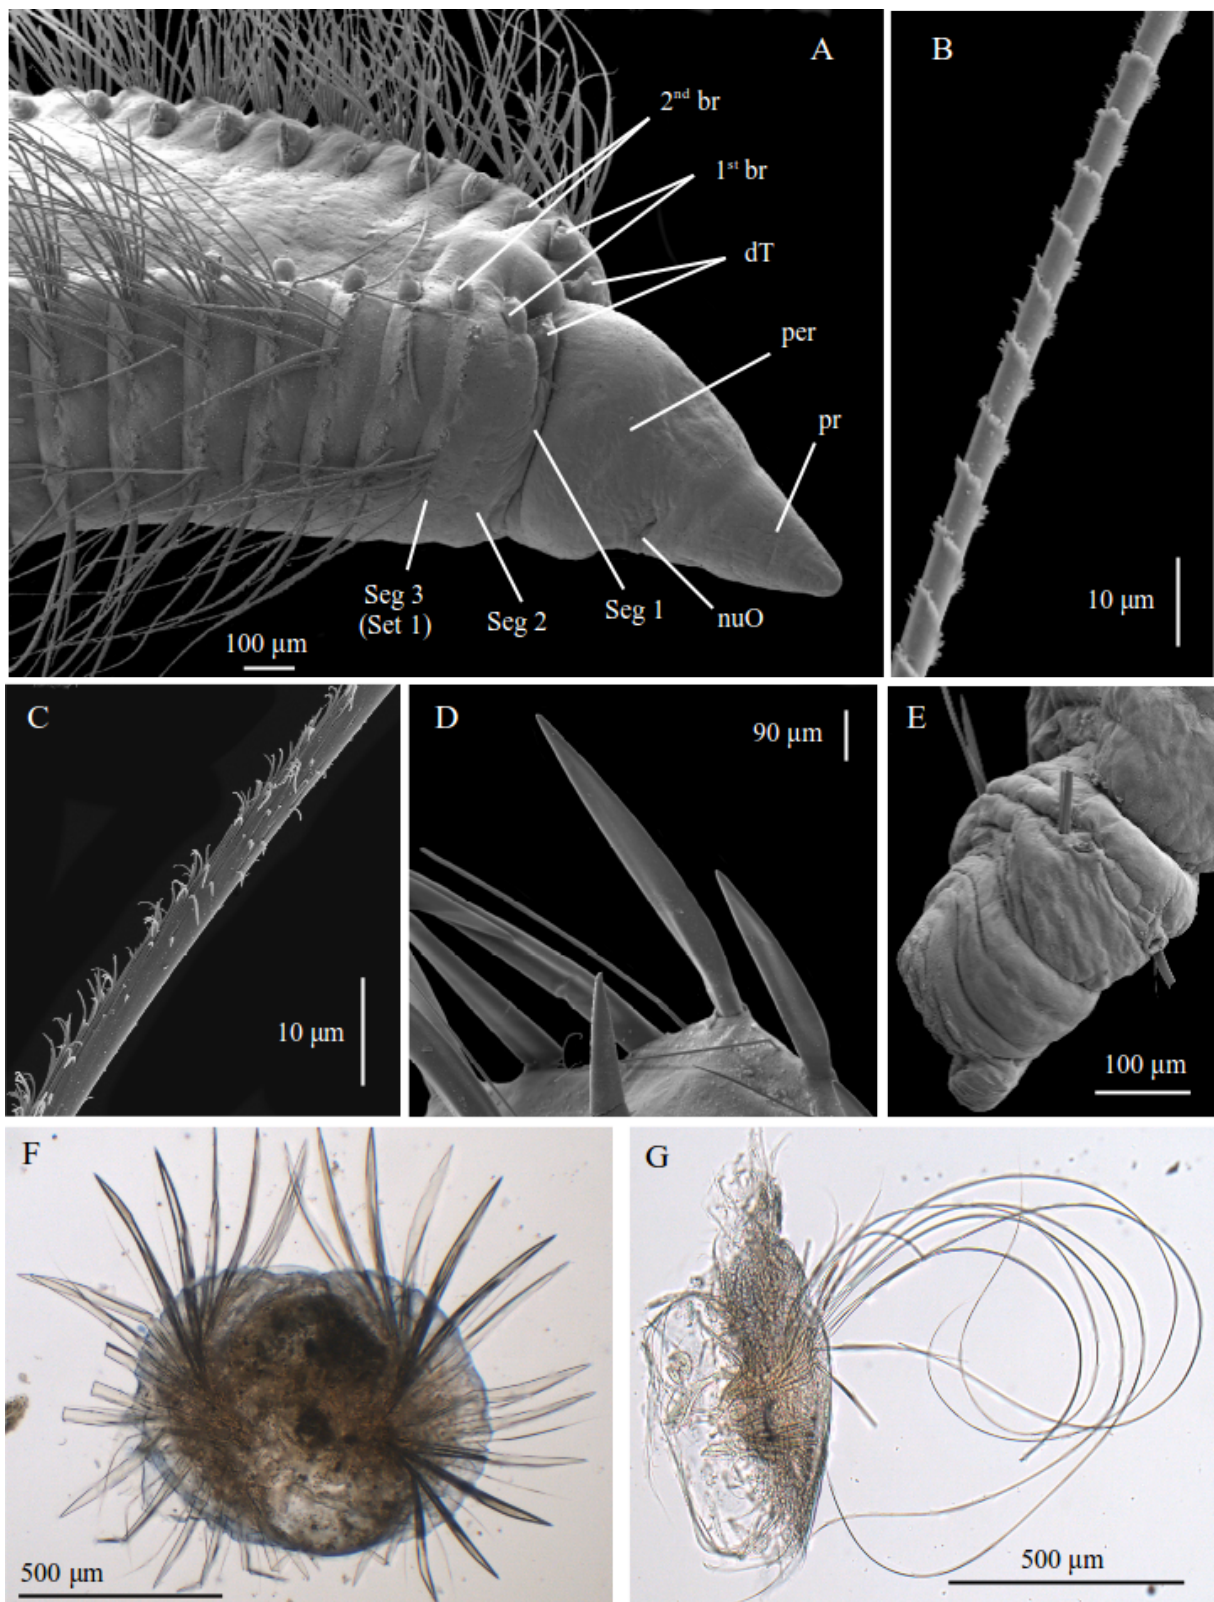 A
2nd br
1st br
dT
per
pr
Seg 3
(Set 1)
Seg 2
Seg 1
nuO
100 µm
B
10 µm
C
10 µm
D
90 µm
E
100 µm
F
500 µm
G
500 µm